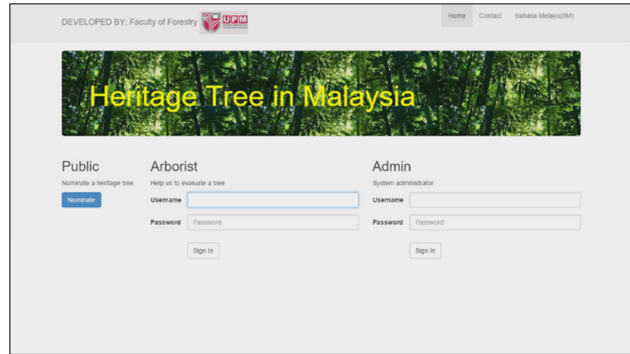 DEVELOPED BY: Faculty of Forestry UPM
Home Contact Bahasa Melayu(BM)
Heritage Tree in Malaysia
Public
Nominate a heritage tree.
Nominate
Arborist
Help us to evaluate a tree
Username
Password Password
Sign In
Admin
System administrator
Username
Password Password
Sign In